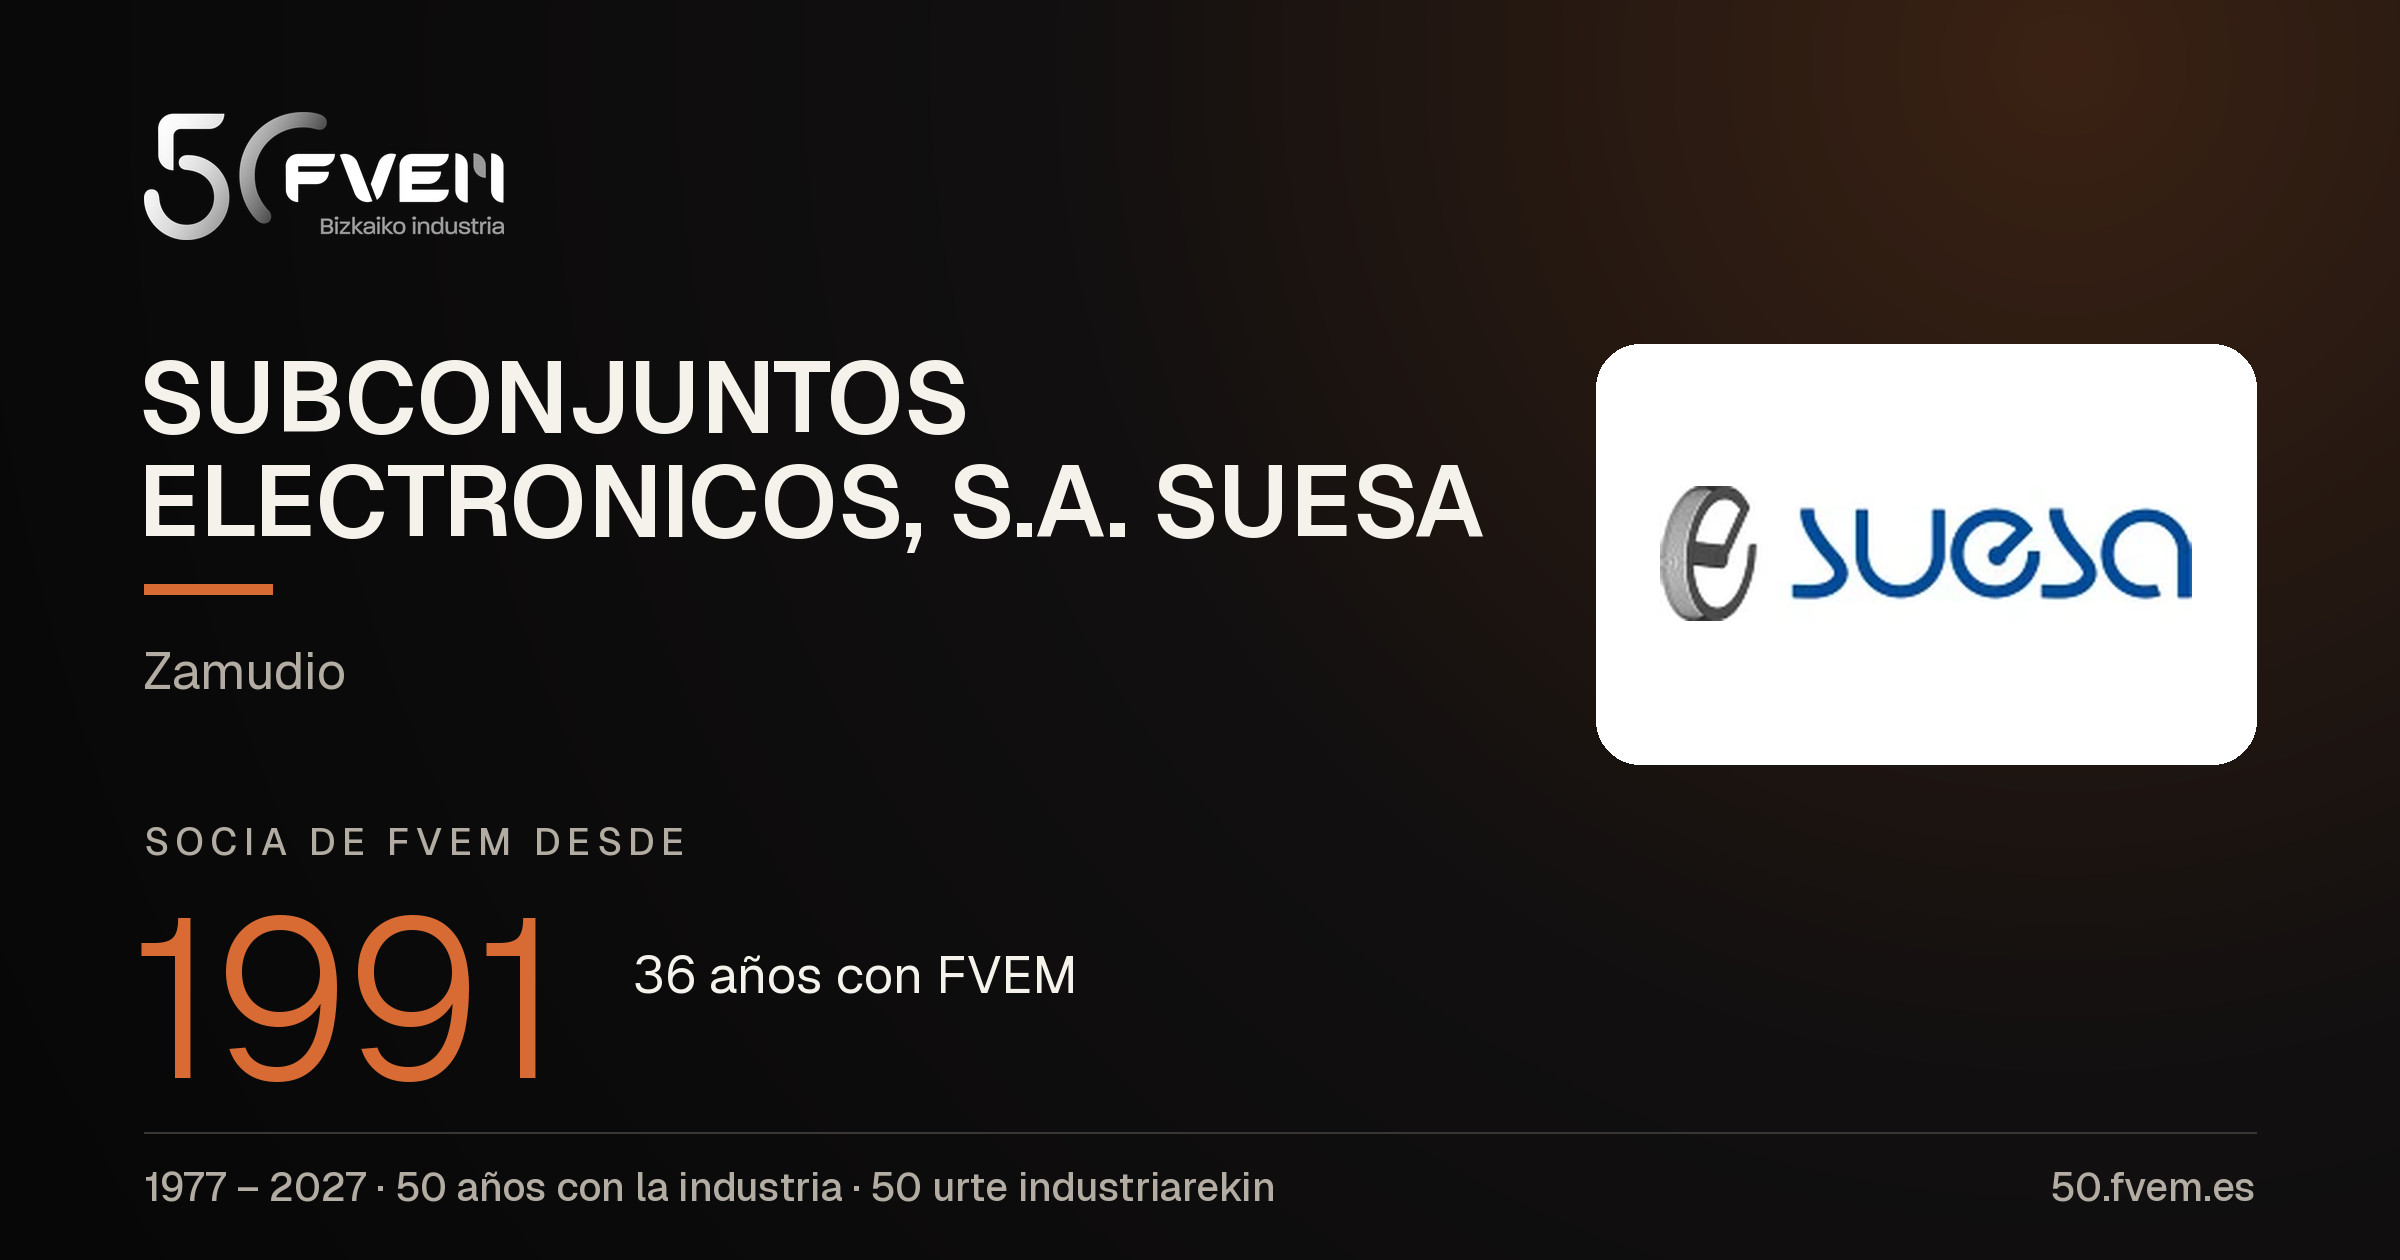 50 FVEM
Bizkaiko industria
SUBCONJUNTOS
ELECTRONICOS, S.A. SUESA
suesa
Zamudio
SOCIA DE FVEM DESDE
1991
36 años con FVEM
1977 – 2027 · 50 años con la industria · 50 urte industriarekin
50.fvem.es